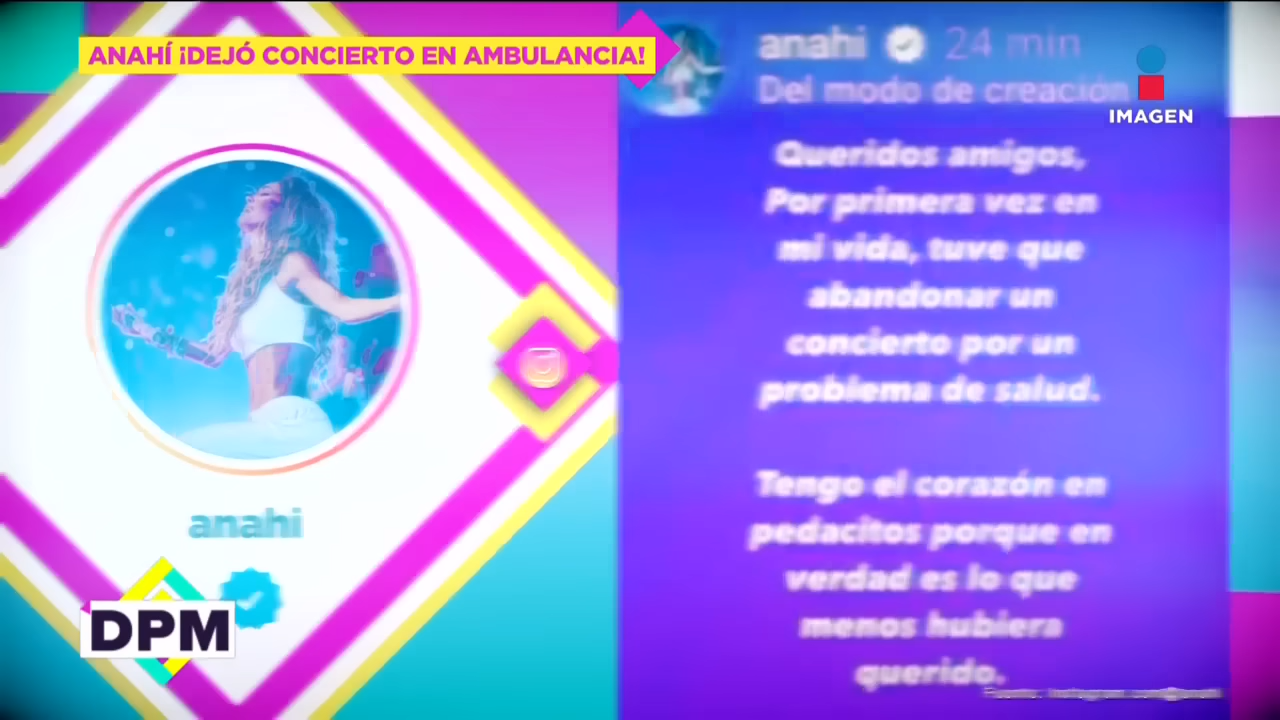 ANAHÍ ¡DEJÓ CONCIERTO EN AMBULANCIA!
anahi 24 min
Del modo de creación
IMAGEN
Queridos amigos,
Por primera vez en
mi vida, tuve que
abandonar un
concierto por un
problema de salud.
Tengo el corazón en
pedacitos porque en
verdad es lo que
menos hubiera
querido.
anahi
DPM